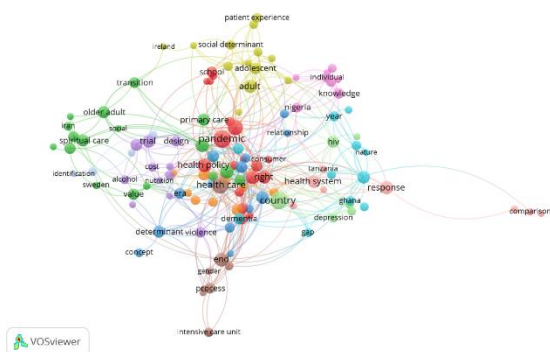 patient experience
ireland
social determinant
school
adolescent
individual
transition
adult
knowledge
older adult
nigeria
year
primary care
iran
social
pandemic
relationship
spiritual care
trial
design
hiv
nature
health policy
consumer
tanzania
identification
cost
right
sweden
alcohol
nutrition
health care
health system
response
value
era
country
ghana
dementia
depression
comparison
determinant
violence
gap
concept
end
gender
process
intensive care unit
VOSviewer